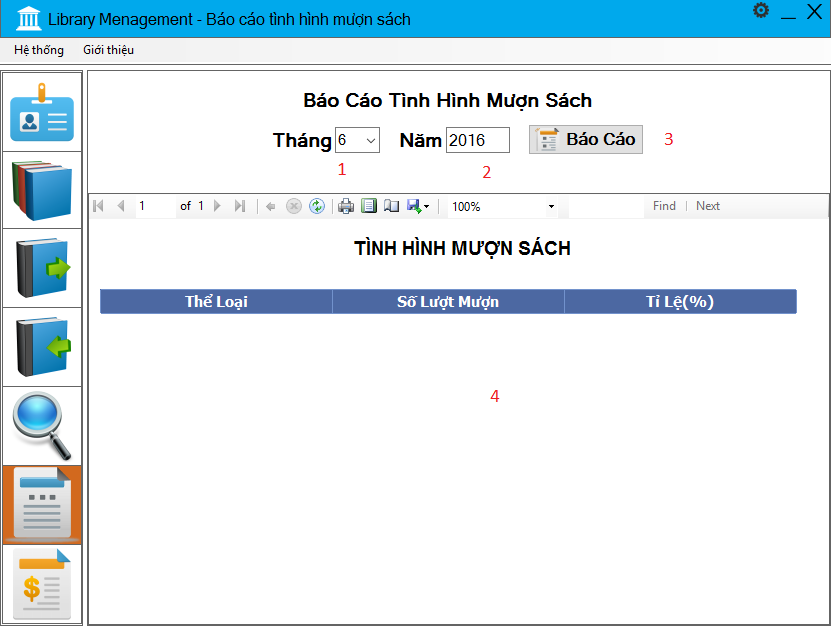 Library Menagement - Báo cáo tình hình mượn sách
Hệ thống Giới thiệu
Báo Cáo Tình Hình Mượn Sách
Tháng 6 Năm 2016 Báo Cáo 3
1 2
1 of 1 100% Find | Next
TÌNH HÌNH MƯỢN SÁCH
Thể Loại Số Lượt Mượn Tỉ Lệ(%)
4